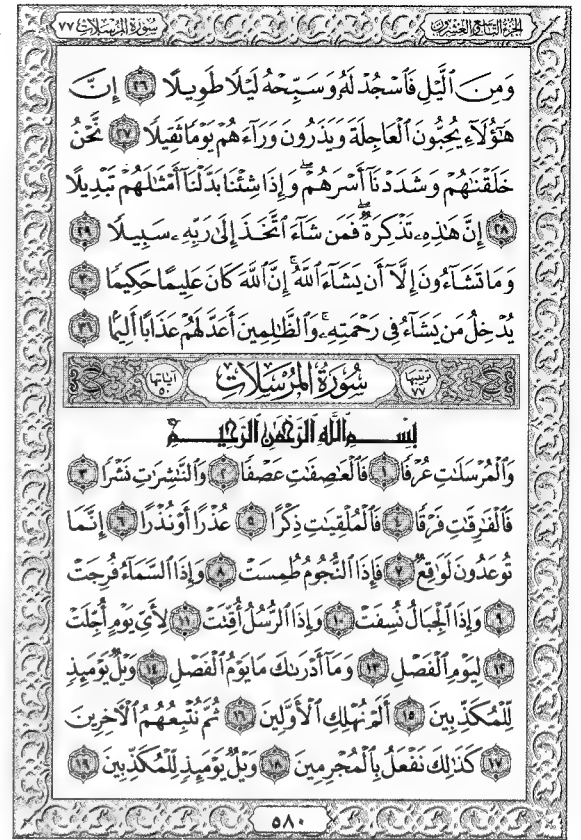 الجزء التاسع والعشرون
سورة المرسلات ٧٧
وَمِنَ ٱلَّيْلِ فَٱسْجُدْ لَهُۥ وَسَبِّحْهُ لَيْلًا طَوِيلًا ٢٦ إِنَّ
هَٰٓؤُلَآءِ يُحِبُّونَ ٱلْعَاجِلَةَ وَيَذَرُونَ وَرَآءَهُمْ يَوْمًا ثَقِيلًا ٢٧ نَّحْنُ
خَلَقْنَٰهُمْ وَشَدَدْنَآ أَسْرَهُمْ ۖ وَإِذَا شِئْنَا بَدَّلْنَآ أَمْثَٰلَهُمْ تَبْدِيلًا
٢٨ إِنَّ هَٰذِهِۦ تَذْكِرَةٌ ۖ فَمَن شَآءَ ٱتَّخَذَ إِلَىٰ رَبِّهِۦ سَبِيلًا ٢٩
وَمَا تَشَآءُونَ إِلَّآ أَن يَشَآءَ ٱللَّهُ ۚ إِنَّ ٱللَّهَ كَانَ عَلِيمًا حَكِيمًا ٣٠
يُدْخِلُ مَن يَشَآءُ فِى رَحْمَتِهِۦ ۚ وَٱلظَّٰلِمِينَ أَعَدَّ لَهُمْ عَذَابًا أَلِيمًۢا ٣١
ترتيبها ٧٧ سُورَةُ المُرْسَلَات آياتها ٥٠
بِسْمِ ٱللَّهِ ٱلرَّحْمَٰنِ ٱلرَّحِيمِ
وَٱلْمُرْسَلَٰتِ عُرْفًا ١ فَٱلْعَٰصِفَٰتِ عَصْفًا ٢ وَٱلنَّٰشِرَٰتِ نَشْرًا ٣
فَٱلْفَٰرِقَٰتِ فَرْقًا ٤ فَٱلْمُلْقِيَٰتِ ذِكْرًا ٥ عُذْرًا أَوْ نُذْرًا ٦ إِنَّمَا
تُوعَدُونَ لَوَٰقِعٌ ٧ فَإِذَا ٱلنُّجُومُ طُمِسَتْ ٨ وَإِذَا ٱلسَّمَآءُ فُرِجَتْ
٩ وَإِذَا ٱلْجِبَالُ نُسِفَتْ ١٠ وَإِذَا ٱلرُّسُلُ أُقِّتَتْ ١١ لِأَىِّ يَوْمٍ أُجِّلَتْ
١٢ لِيَوْمِ ٱلْفَصْلِ ١٣ وَمَآ أَدْرَىٰكَ مَا يَوْمُ ٱلْفَصْلِ ١٤ وَيْلٌ يَوْمَئِذٍ
لِّلْمُكَذِّبِينَ ١٥ أَلَمْ نُهْلِكِ ٱلْأَوَّلِينَ ١٦ ثُمَّ نُتْبِعُهُمُ ٱلْءَاخِرِينَ
١٧ كَذَٰلِكَ نَفْعَلُ بِٱلْمُجْرِمِينَ ١٨ وَيْلٌ يَوْمَئِذٍ لِّلْمُكَذِّبِينَ ١٩
٥٨٠